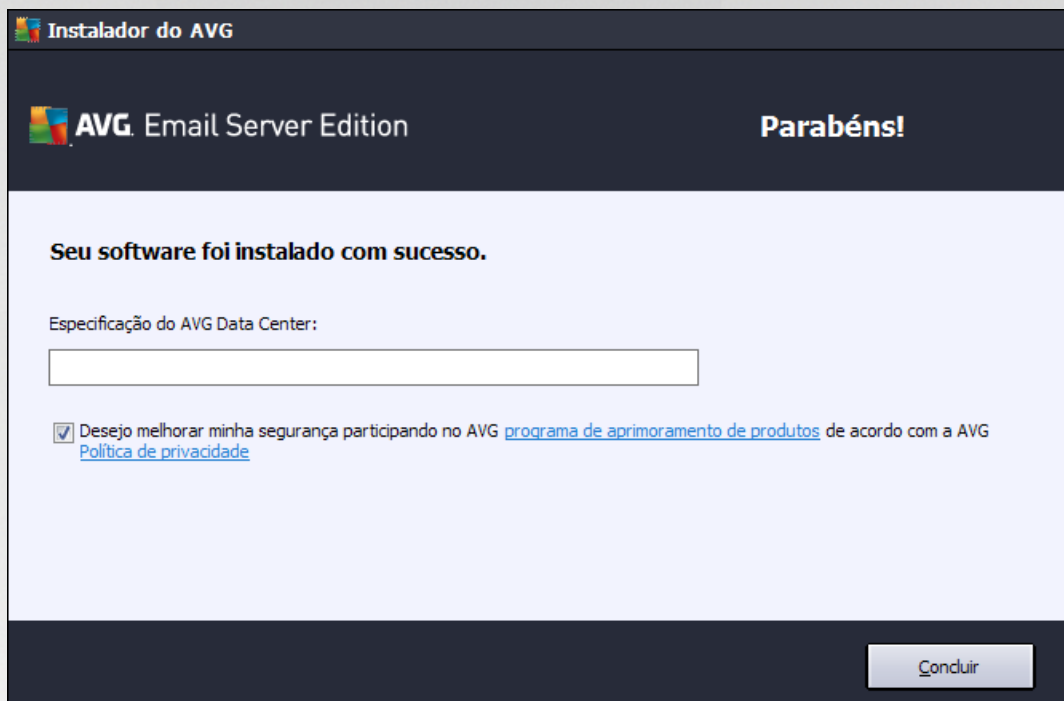 Instalador do AVG
AVG. Email Server Edition
Parabéns!
Seu software foi instalado com sucesso.
Especificação do AVG Data Center:
Desejo melhorar minha segurança participando no AVG programa de aprimoramento de produtos de acordo com a AVG
Política de privacidade
Concluir